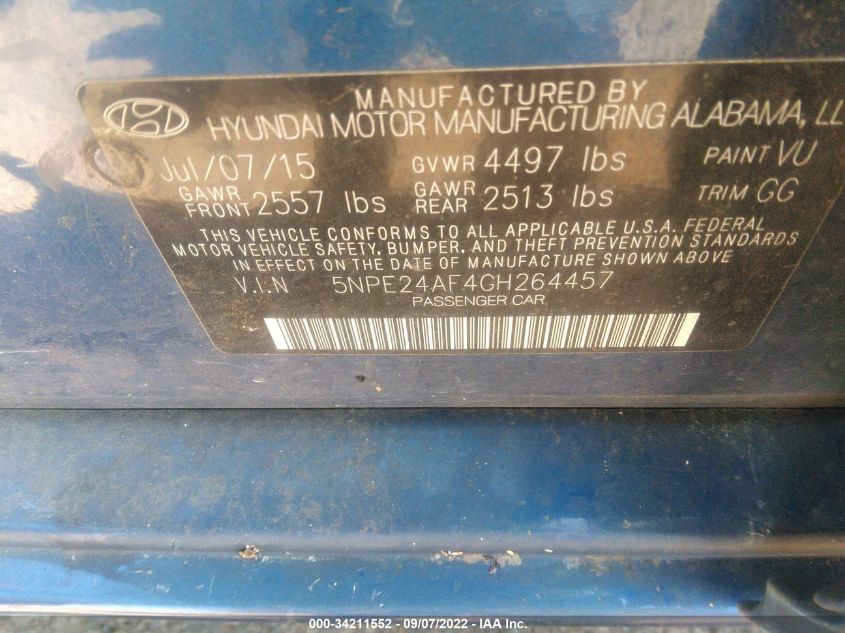 MANUFACTURED BY
HYUNDAI MOTOR MANUFACTURING ALABAMA, LL
Jul/07/15 GVWR 4497 lbs PAINT VU
GAWR FRONT 2557 lbs GAWR REAR 2513 lbs TRIM GG
THIS VEHICLE CONFORMS TO ALL APPLICABLE U.S.A. FEDERAL
MOTOR VEHICLE SAFETY, BUMPER, AND THEFT PREVENTION STANDARDS
IN EFFECT ON THE DATE OF MANUFACTURE SHOWN ABOVE
V.I.N 5NPE24AF4GH264457
PASSENGER CAR
000-34211552 - 09/07/2022 - IAA Inc.